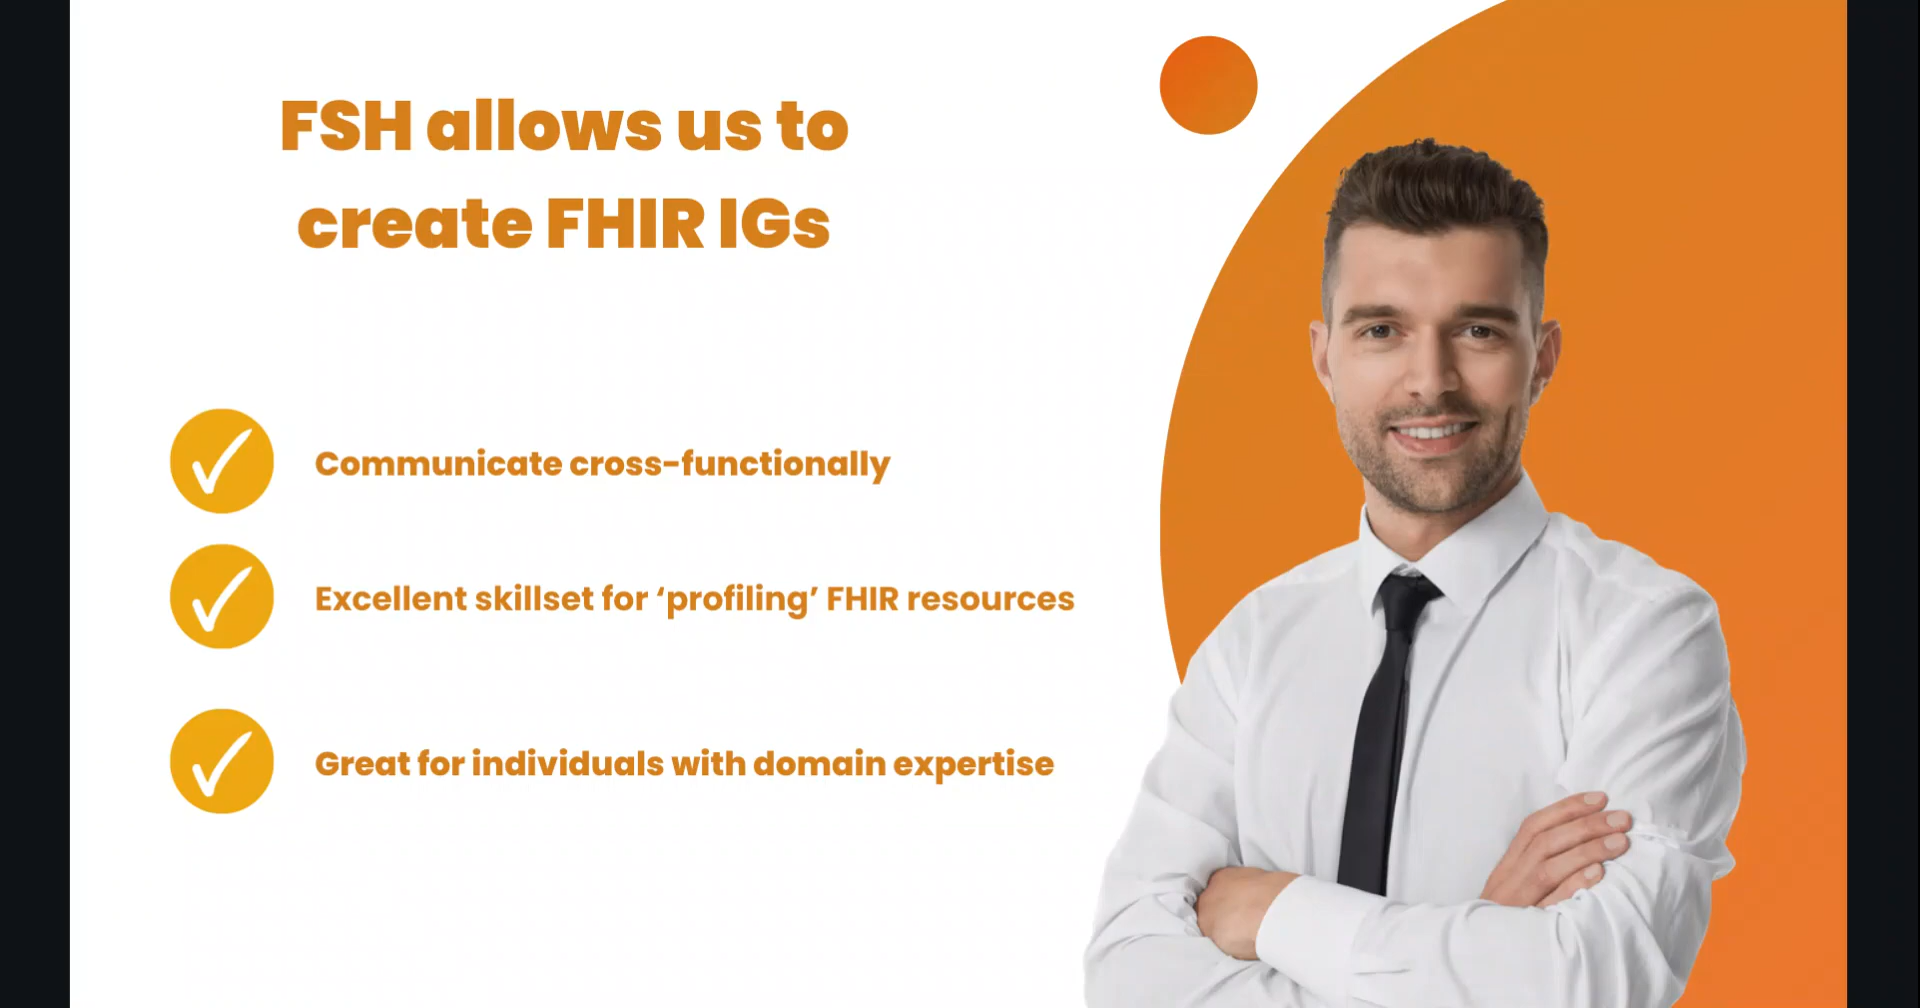 FSH allows us to
create FHIR IGs
Communicate cross-functionally
Excellent skillset for ‘profiling’ FHIR resources
Great for individuals with domain expertise